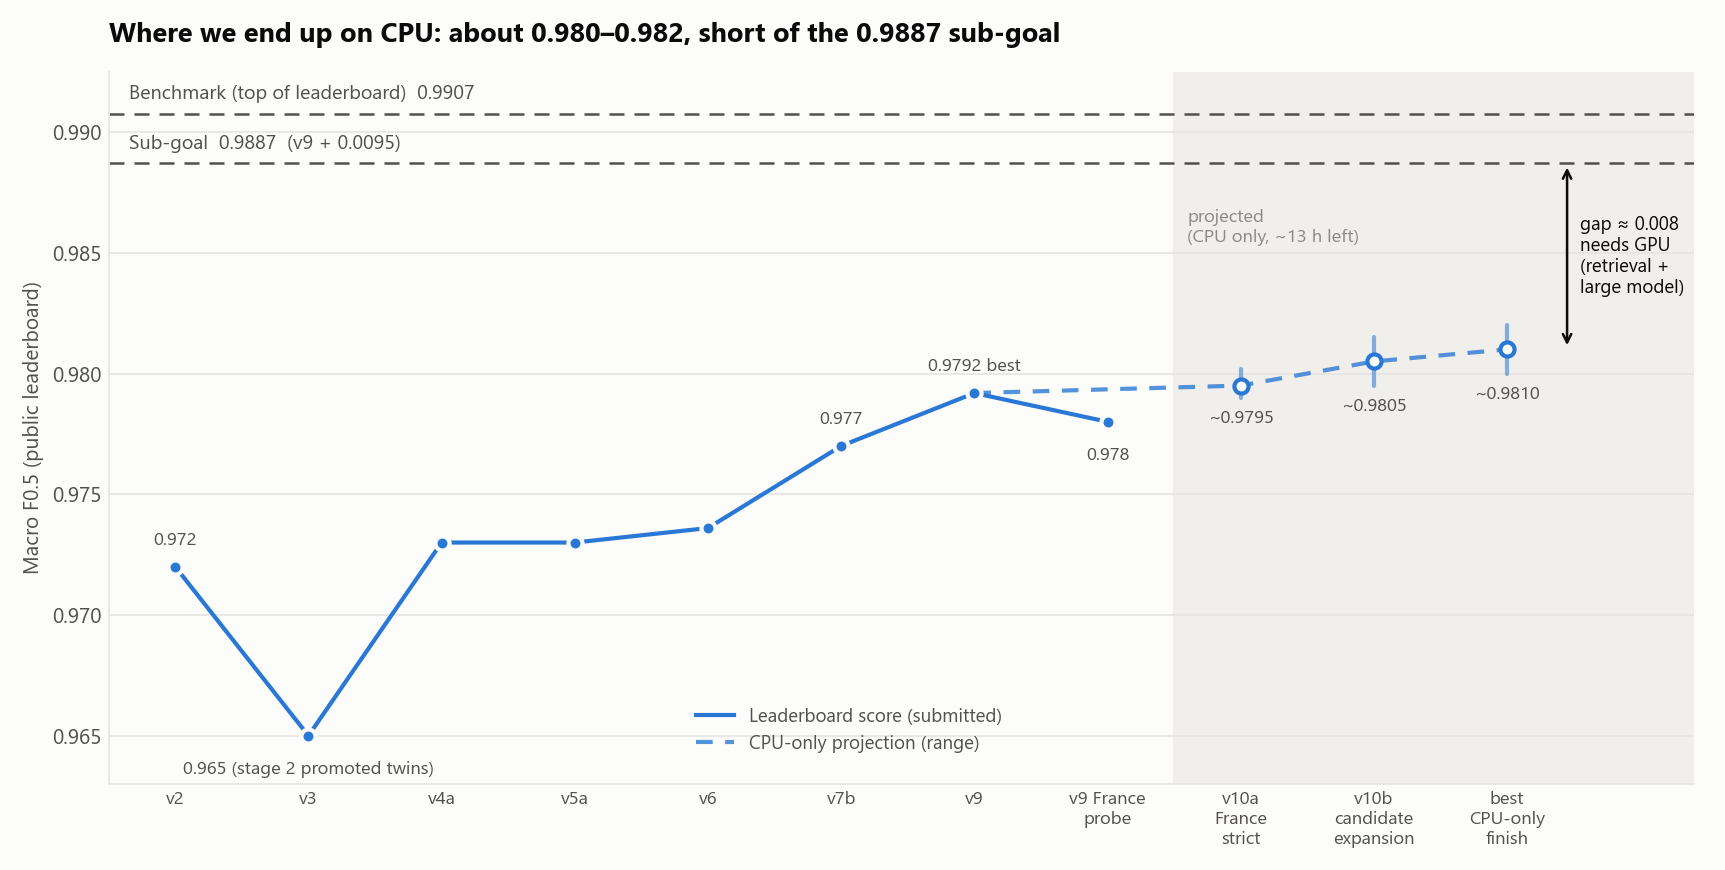 Where we end up on CPU: about 0.980–0.982, short of the 0.9887 sub-goal
Benchmark (top of leaderboard)  0.9907
Sub-goal  0.9887  (v9 + 0.0095)
projected
(CPU only, ~13 h left)
gap ≈ 0.008
needs GPU
(retrieval +
large model)
Macro F0.5 (public leaderboard)
0.990
0.985
0.980
0.975
0.970
0.965
0.972
0.965 (stage 2 promoted twins)
0.977
0.9792 best
0.978
~0.9795
~0.9805
~0.9810
Leaderboard score (submitted)
CPU-only projection (range)
v2
v3
v4a
v5a
v6
v7b
v9
v9 France
probe
v10a
France
strict
v10b
candidate
expansion
best
CPU-only
finish